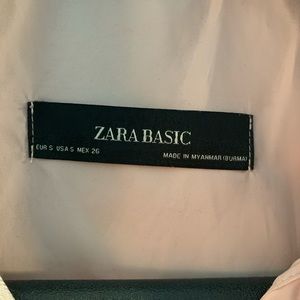 ZARA BASIC
EUR S USA S MEX 26
MADE IN MYANMAR (BURMA)